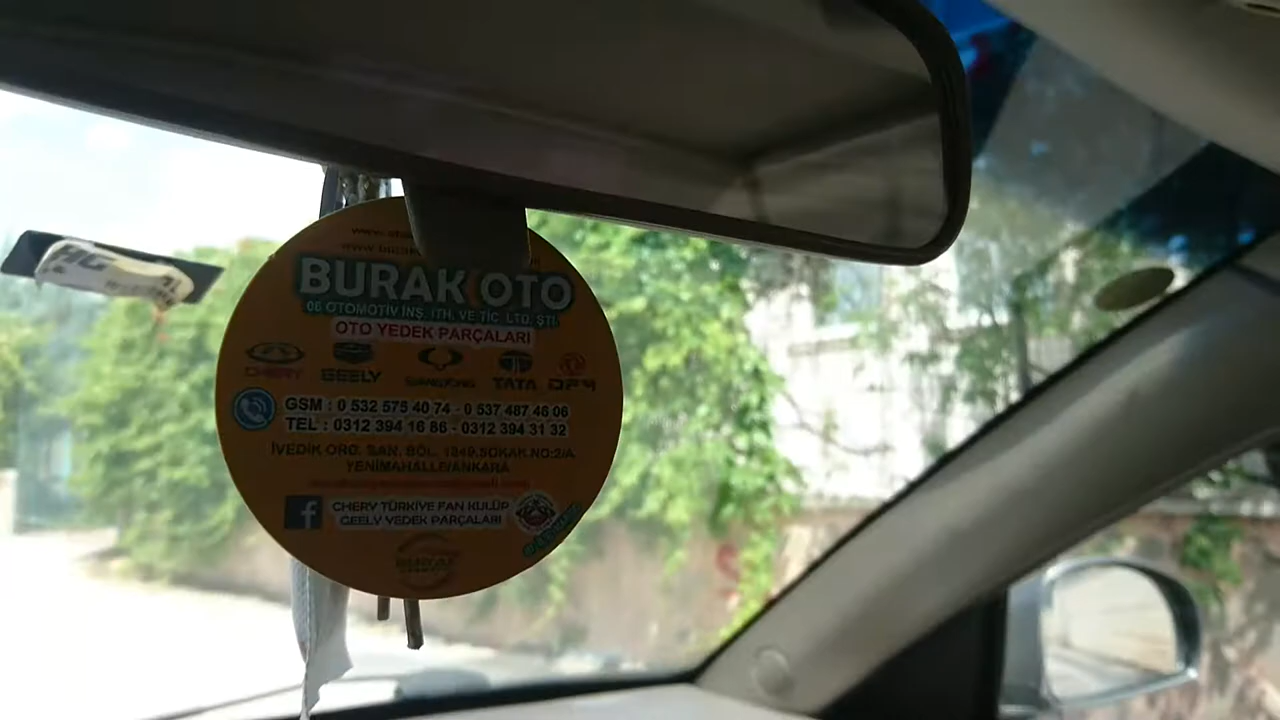 BURAK OTO
06 OTOMOTİV İNŞ. İTH. VE TİC. LTD. ŞTİ.
OTO YEDEK PARÇALARI
CHERY GEELY SSANGYONG TATA DFM
GSM : 0 532 575 40 74 - 0 537 487 46 06
TEL : 0312 394 16 86 - 0312 394 31 32
İVEDİK ORG. SAN. BÖL. 1349.SOKAK.NO:2/A
YENİMAHALLE/ANKARA
CHERY TÜRKİYE FAN KULÜP
GEELY YEDEK PARÇALARI